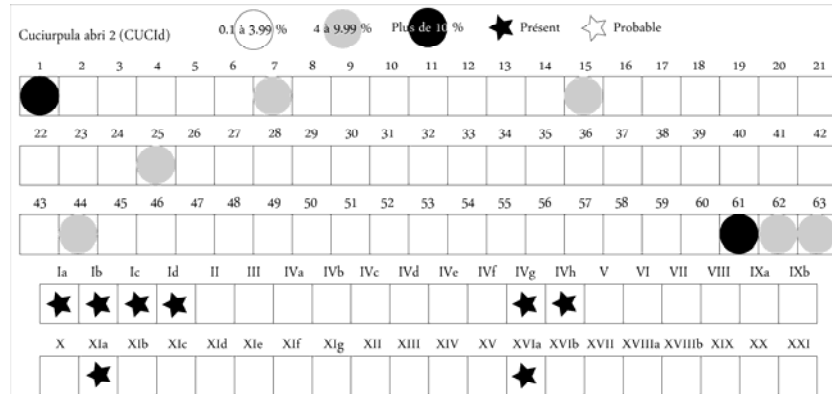 Cuciurpula abri 2 (CUCId) 0.1 à 3.99 % 4 à 9.99 % Plus de 10 % Présent Probable
1 2 3 4 5 6 7 8 9 10 11 12 13 14 15 16 17 18 19 20 21
22 23 24 25 26 27 28 29 30 31 32 33 34 35 36 37 38 39 40 41 42
43 44 45 46 47 48 49 50 51 52 53 54 55 56 57 58 59 60 61 62 63
Ia Ib Ic Id II III IVa IVb IVc IVd IVe IVf IVg IVh V VI VII VIII IXa IXb
X XIa XIb XIc XId XIe XIf XIg XII XIII XIV XV XVIa XVIb XVII XVIIIa XVIIIb XIX XX XXI